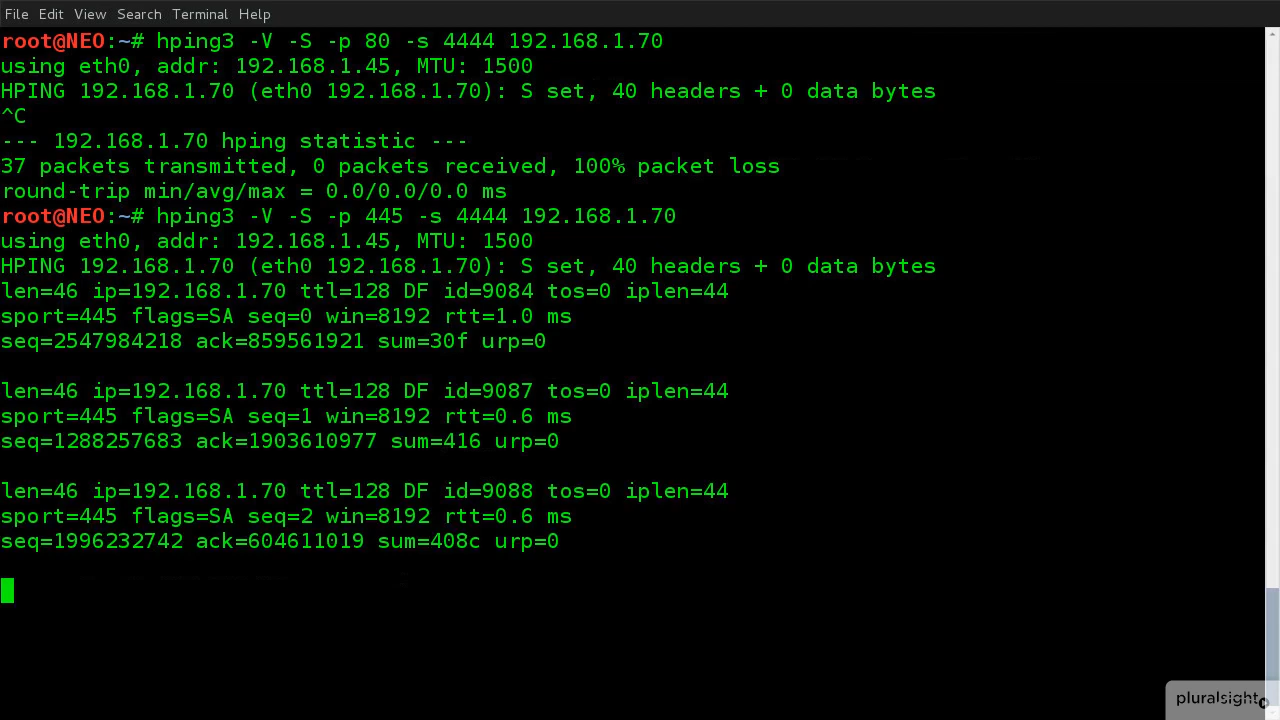 File Edit View Search Terminal Help
root@NEO:~# hping3 -V -S -p 80 -s 4444 192.168.1.70
using eth0, addr: 192.168.1.45, MTU: 1500
HPING 192.168.1.70 (eth0 192.168.1.70): S set, 40 headers + 0 data bytes
^C
--- 192.168.1.70 hping statistic ---
37 packets transmitted, 0 packets received, 100% packet loss
round-trip min/avg/max = 0.0/0.0/0.0 ms
root@NEO:~# hping3 -V -S -p 445 -s 4444 192.168.1.70
using eth0, addr: 192.168.1.45, MTU: 1500
HPING 192.168.1.70 (eth0 192.168.1.70): S set, 40 headers + 0 data bytes
len=46 ip=192.168.1.70 ttl=128 DF id=9084 tos=0 iplen=44
sport=445 flags=SA seq=0 win=8192 rtt=1.0 ms
seq=2547984218 ack=859561921 sum=30f urp=0
len=46 ip=192.168.1.70 ttl=128 DF id=9087 tos=0 iplen=44
sport=445 flags=SA seq=1 win=8192 rtt=0.6 ms
seq=1288257683 ack=1903610977 sum=416 urp=0
len=46 ip=192.168.1.70 ttl=128 DF id=9088 tos=0 iplen=44
sport=445 flags=SA seq=2 win=8192 rtt=0.6 ms
seq=1996232742 ack=604611019 sum=408c urp=0
pluralsight